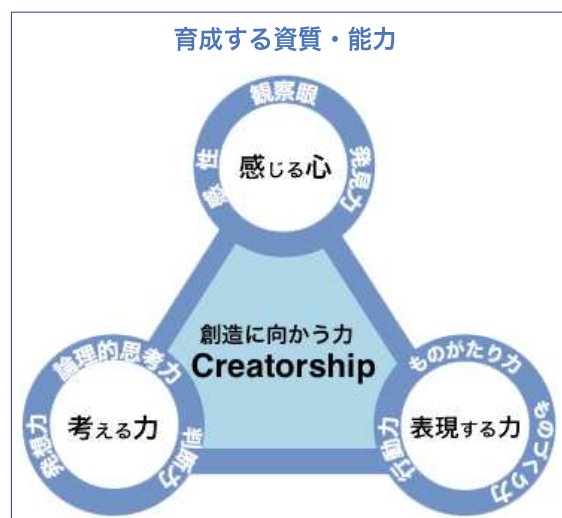 育成する資質・能力
観察眼
感性
発見力
感じる心
創造に向かう力
Creatorship
論理的思考力
発想力
判断力
考える力
ものがたり力
ものづくり力
行動力
表現する力